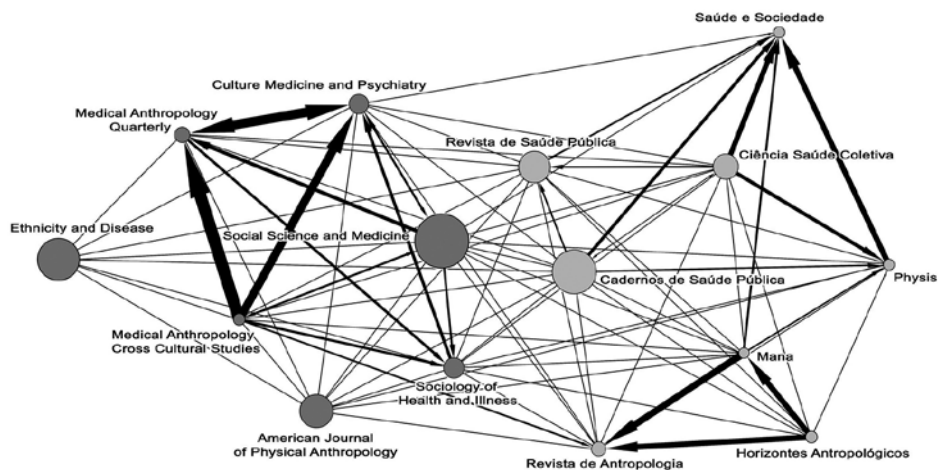 Saúde e Sociedade
Culture Medicine and Psychiatry
Medical Anthropology
Quarterly
Revista de Saúde Pública
Ciência Saúde Coletiva
Ethnicity and Disease
Social Science and Medicine
Cadernos de Saúde Pública
Physis
Medical Anthropology
Cross Cultural Studies
Mana
Sociology of
Health and Illness
American Journal
of Physical Anthropology
Revista de Antropologia
Horizontes Antropológicos